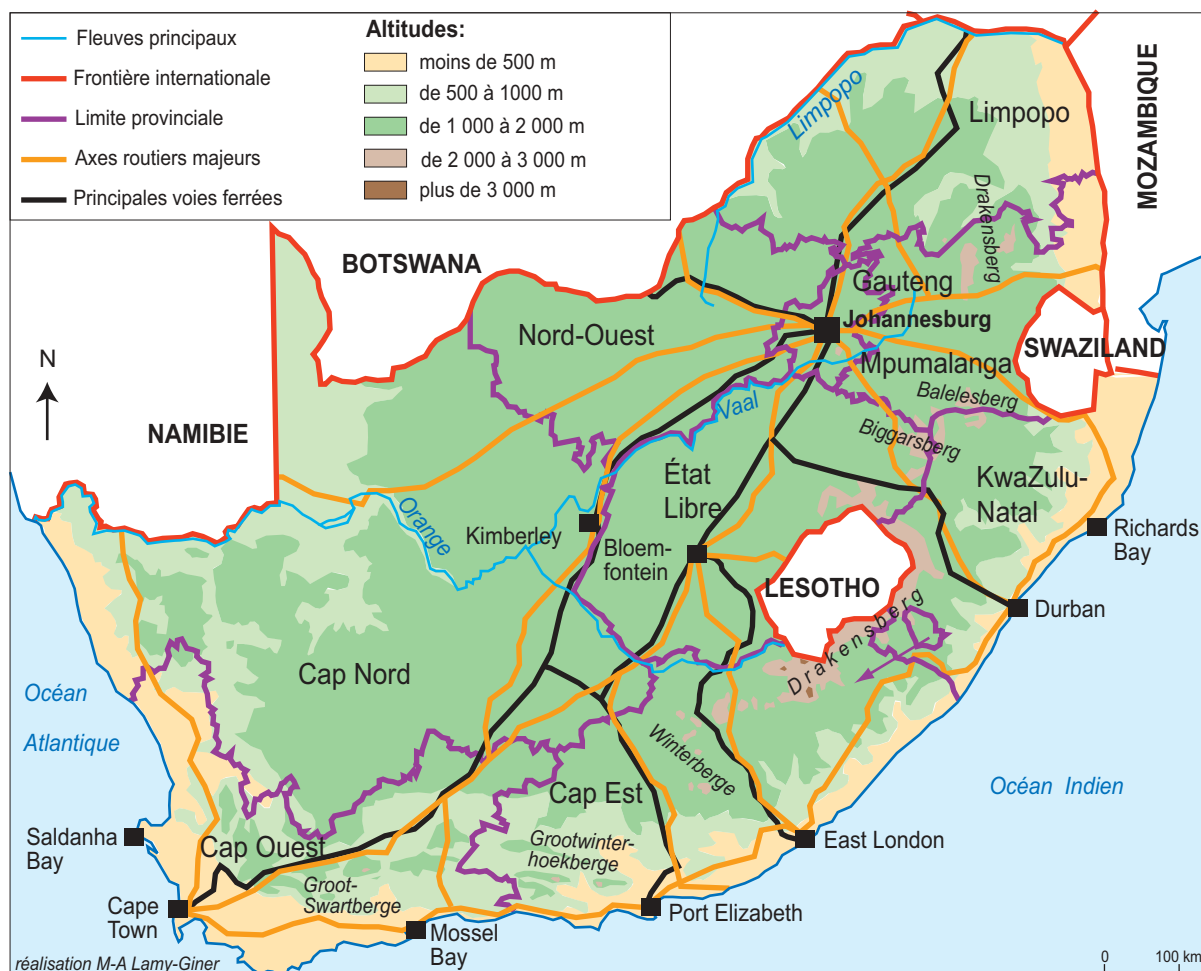 Fleuves principaux
Frontière internationale
Limite provinciale
Axes routiers majeurs
Principales voies ferrées
Altitudes:
moins de 500 m
de 500 à 1000 m
de 1 000 à 2 000 m
de 2 000 à 3 000 m
plus de 3 000 m
MOZAMBIQUE
Limpopo
Limpopo
Drakensberg
BOTSWANA
Gauteng
Johannesburg
Nord-Ouest
SWAZILAND
Mpumalanga
Balelesberg
N
Vaal
Biggarsberg
NAMIBIE
État
Libre
KwaZulu-
Natal
Orange
Kimberley
Bloem-
fontein
Richards
Bay
LESOTHO
Durban
Drakensberg
Cap Nord
Océan
Atlantique
Winterberge
Océan Indien
Cap Est
Saldanha
Bay
Cap Ouest
Grootwinter-
hoekberge
East London
Groot-
Swartberge
Cape
Town
Port Elizabeth
Mossel
Bay
réalisation M-A Lamy-Giner
0 100 km